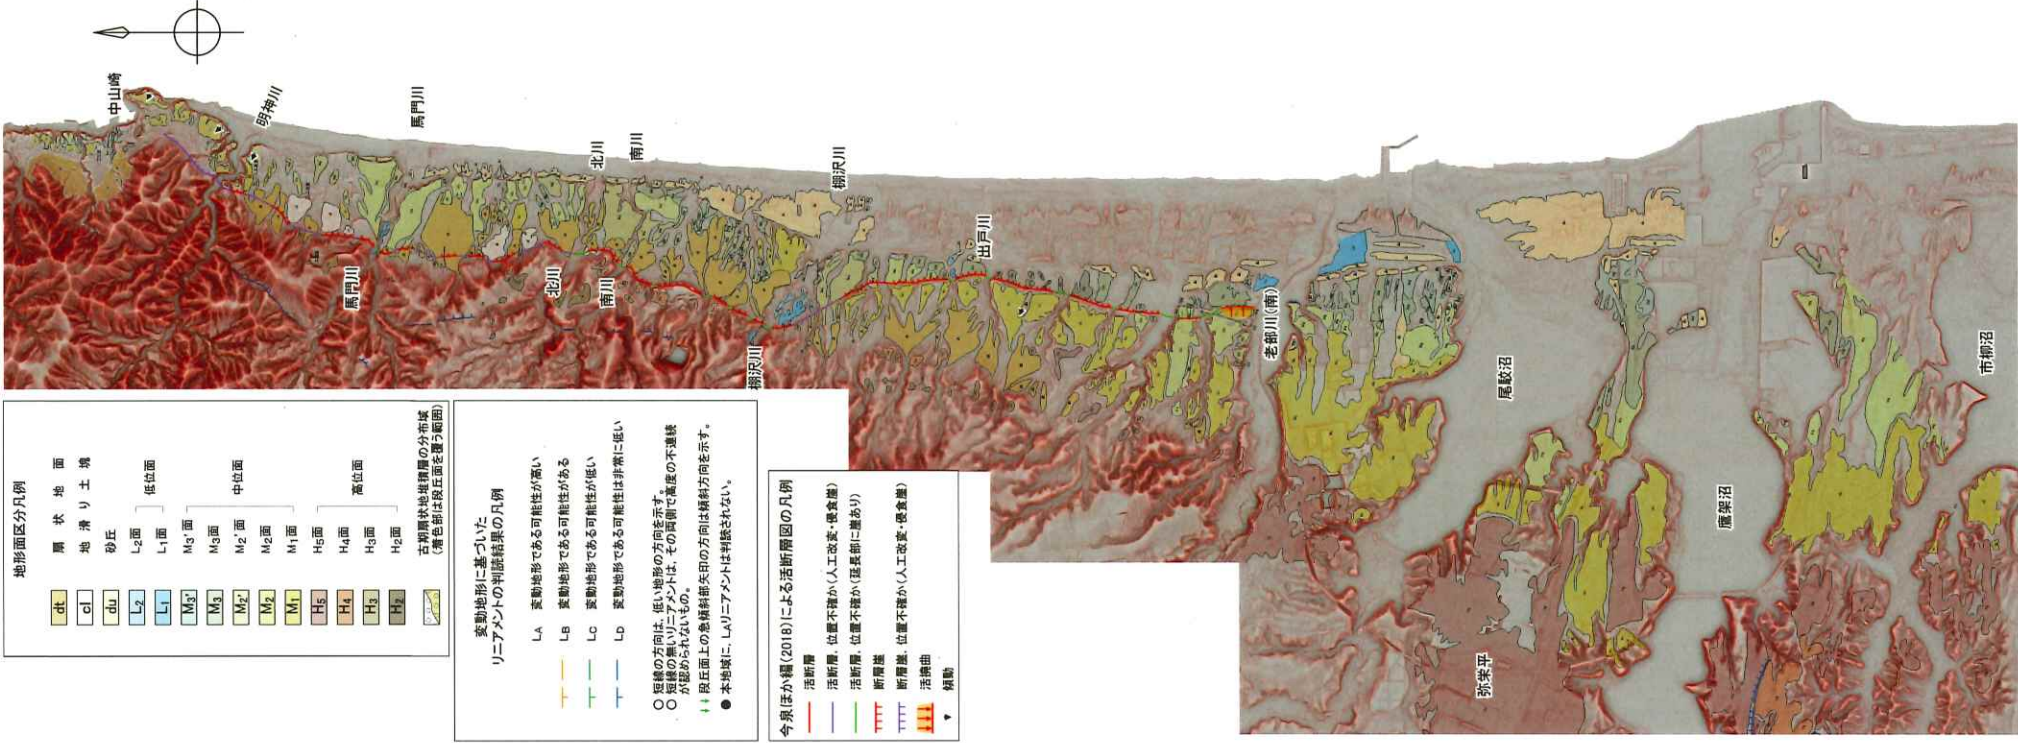 中山崎
明神川
馬門川
北川
南川
棚沢川
馬門川
北川
南川
棚沢川
出戸川
老部川(南)
尾駮沼
鷹架沼
市柳沼
弥栄平
地形面区分凡例
dt 扇状地面
cl 地滑り土塊
du 砂丘
L2 L2面
L1 L1面
低位面
M3' M3'面
M3 M3面
M2' M2'面
M2 M2面
M1 M1面
中位面
H5 H5面
H4 H4面
H3 H3面
H2 H2面
高位面
古期扇状地堆積層の分布域
(着色部は段丘面を覆う範囲)
変動地形に基づいた
リニアメントの判読結果の凡例
LA 変動地形である可能性が高い
LB 変動地形である可能性がある
LC 変動地形である可能性が低い
LD 変動地形である可能性は非常に低い
○ 短線の方向は、低い地形の方向を示す。
○ 短線の無いリニアメントは、その両側で高度の不連続
が認められないもの。
段丘面上の急傾斜部矢印の方向は傾斜方向を示す。
● 本地域に、LAリニアメントは判読されない。
今泉ほか編(2018)による活断層図の凡例
活断層
活断層、位置不確か(人工改変・侵食崖)
活断層、位置不確か(延長部に崖あり)
断層崖
断層崖、位置不確か(人工改変・侵食崖)
活撓曲
傾動